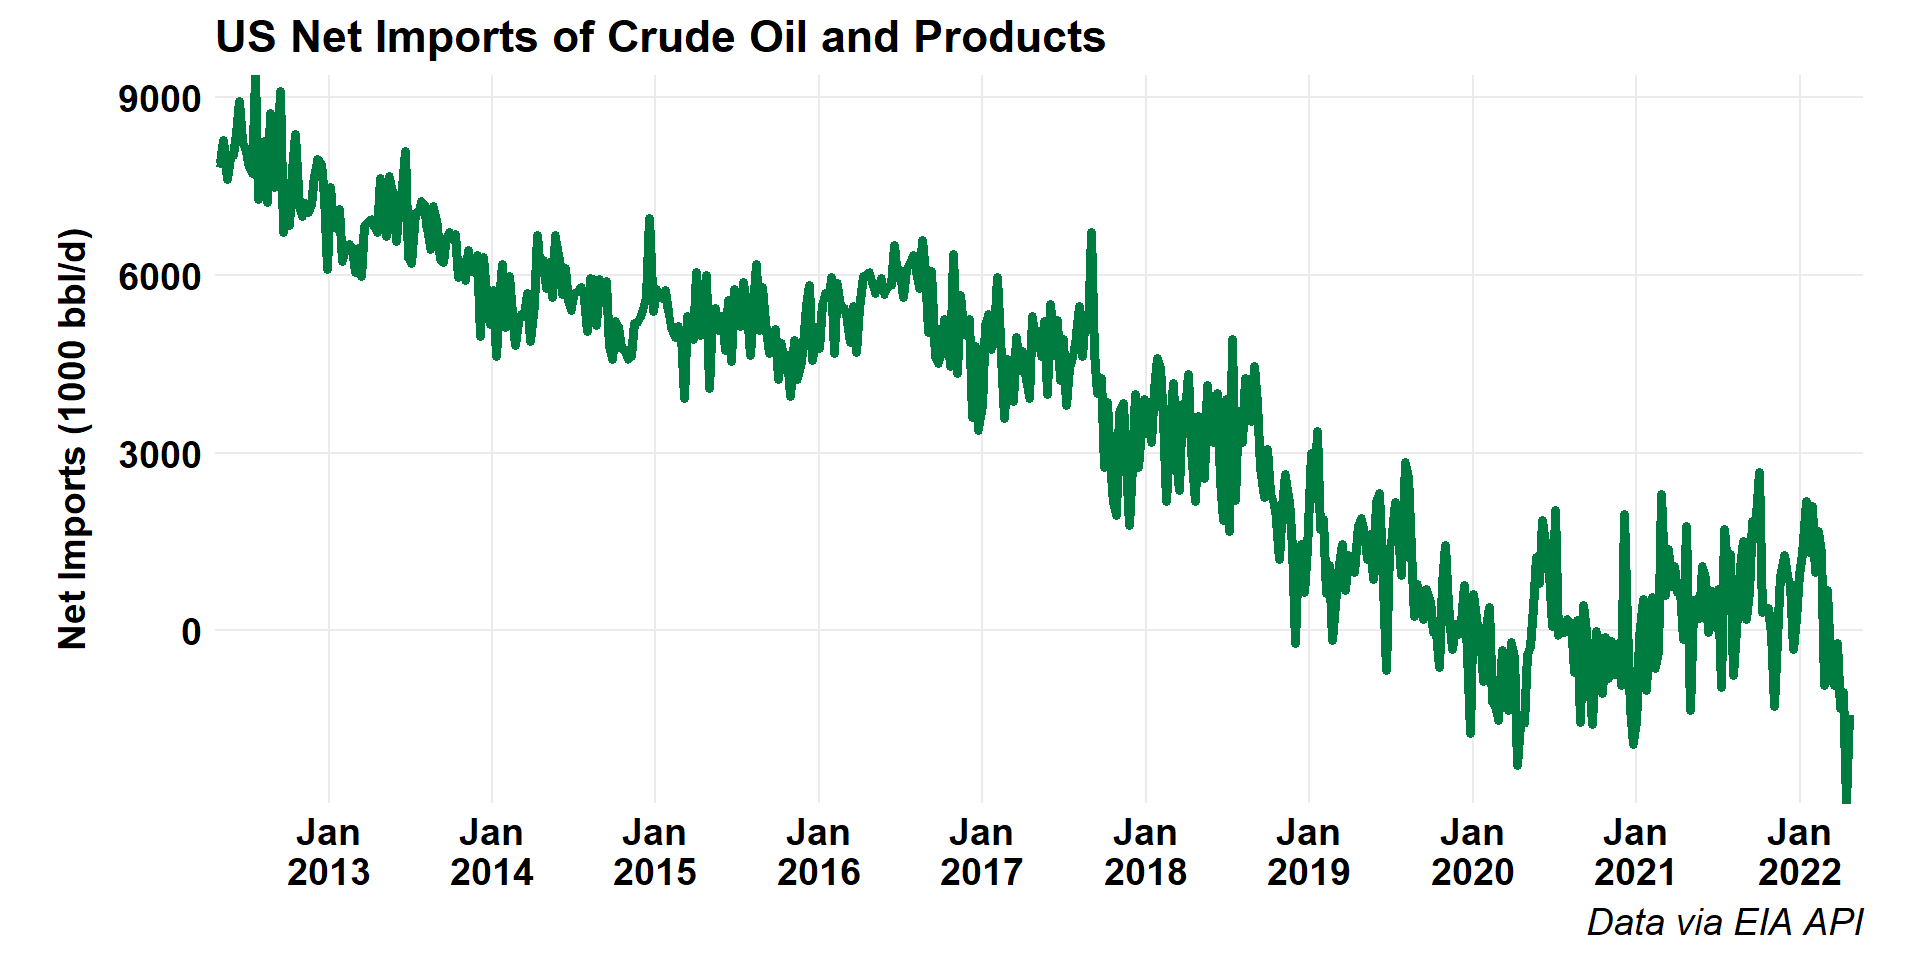 US Net Imports of Crude Oil and Products
Net Imports (1000 bbl/d)
9000
6000
3000
0
Jan Jan Jan Jan Jan Jan Jan Jan Jan Jan
2013 2014 2015 2016 2017 2018 2019 2020 2021 2022
Data via EIA API